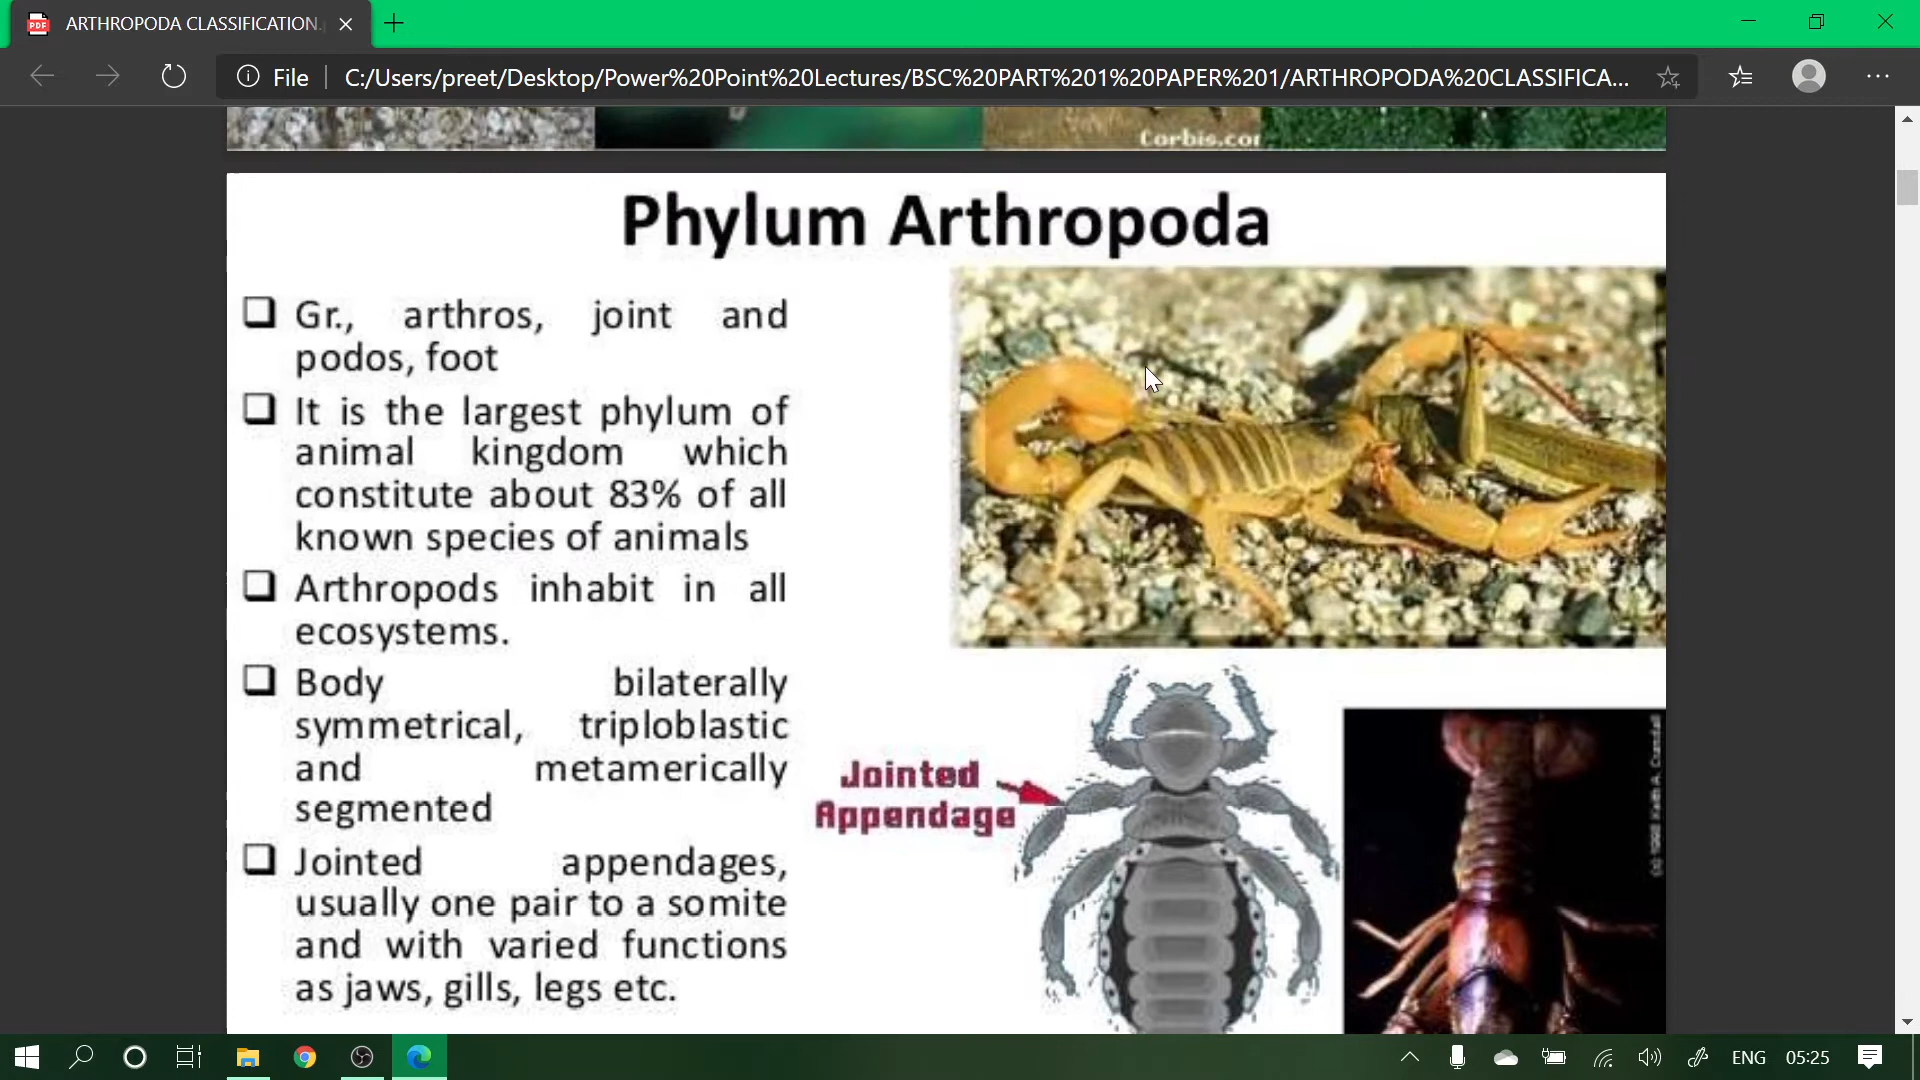 ARTHROPODA CLASSIFICATION.
File
C:/Users/preet/Desktop/Power%20Point%20Lectures/BSC%20PART%201%20PAPER%201/ARTHROPODA%20CLASSIFICA...
Corbis.com
Phylum Arthropoda
Gr., arthros, joint and
podos, foot
It is the largest phylum of
animal kingdom which
constitute about 83% of all
known species of animals
Arthropods inhabit in all
ecosystems.
Body bilaterally
symmetrical, triploblastic
and metamerically
segmented
Jointed appendages,
usually one pair to a somite
and with varied functions
as jaws, gills, legs etc.
Jointed
Appendage
(c) 1998 Keith A. Crandall
PDF
ENG
05:25